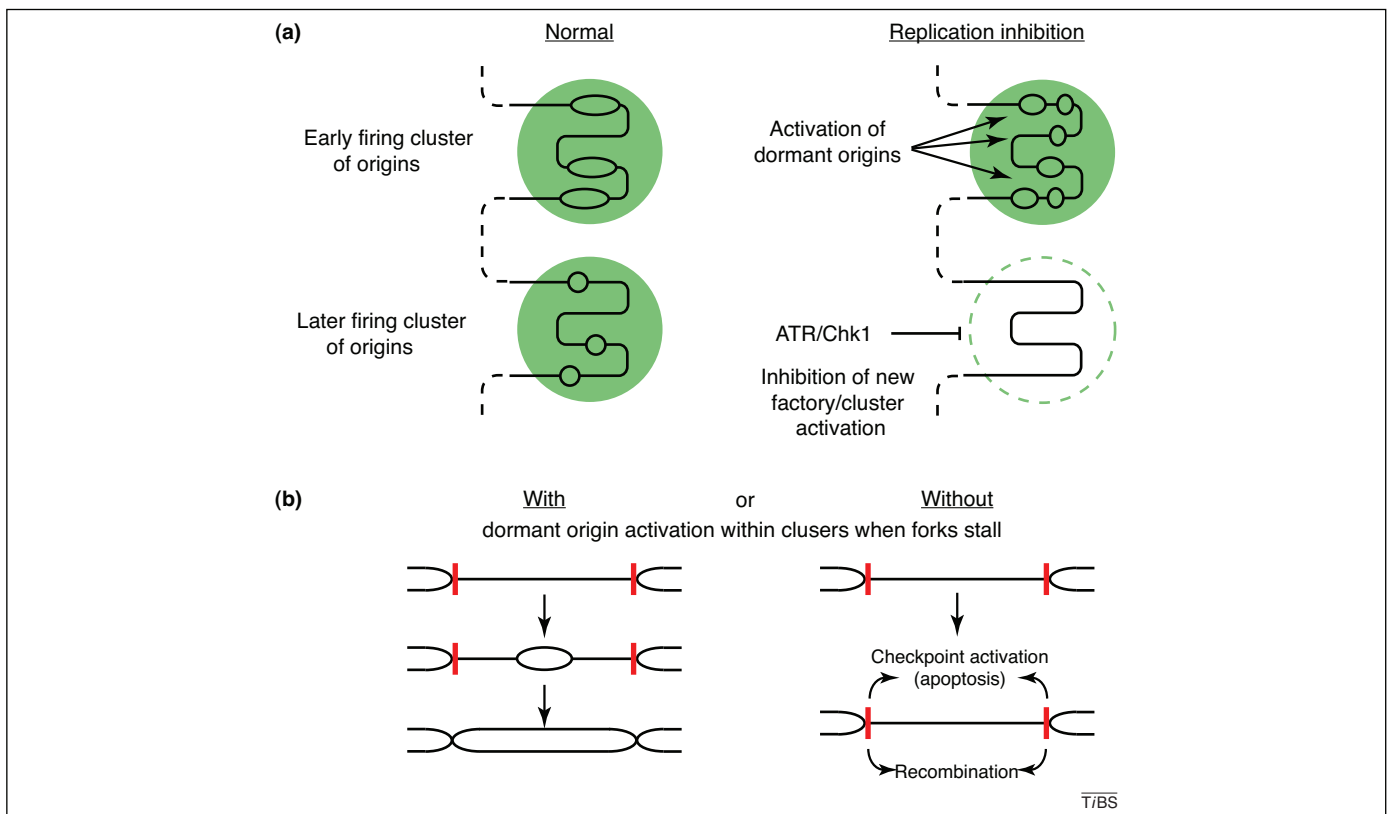 (a)
Normal
Replication inhibition
Early firing cluster
of origins
Activation of
dormant origins
Later firing cluster
of origins
ATR/Chk1
Inhibition of new
factory/cluster
activation
(b)
With or Without
dormant origin activation within clusers when forks stall
Checkpoint activation
(apoptosis)
Recombination
TiBS